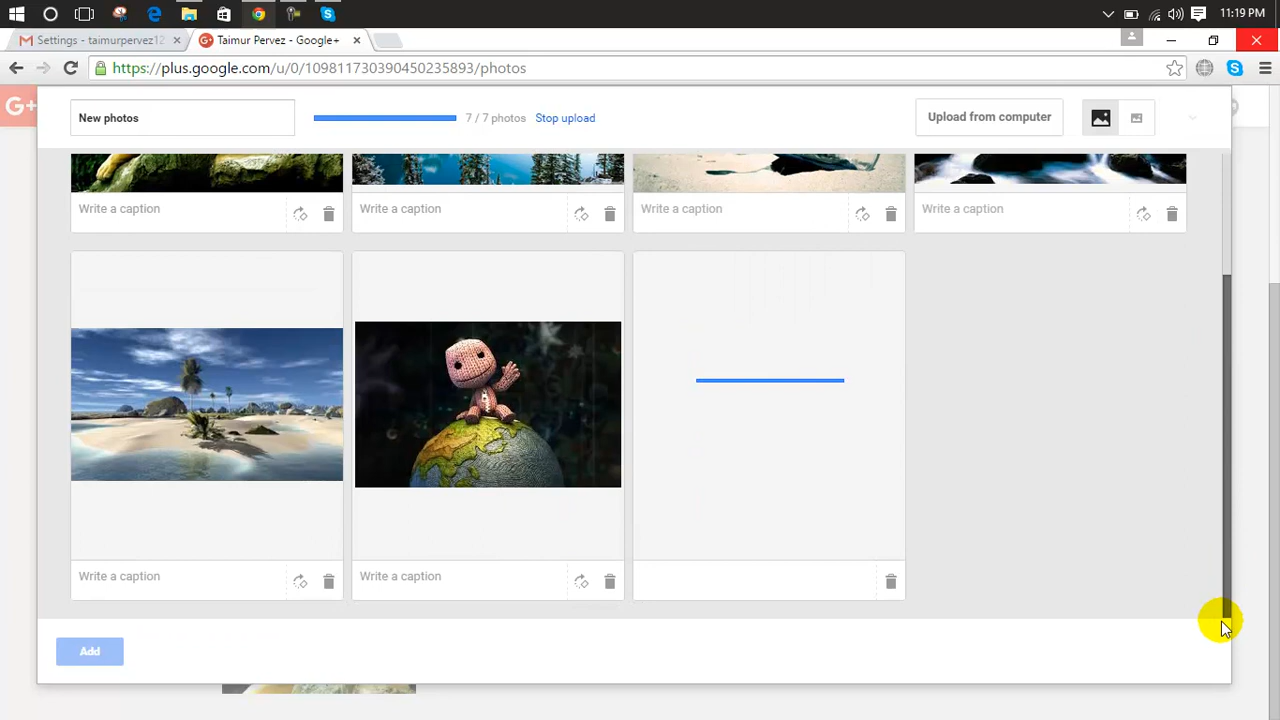 11:19 PM
Settings - taimurpervez12
Taimur Pervez - Google+
https://plus.google.com/u/0/109811730390450235893/photos
G+
New photos
7 / 7 photos
Stop upload
Upload from computer
Write a caption
Write a caption
Write a caption
Write a caption
Write a caption
Write a caption
Add